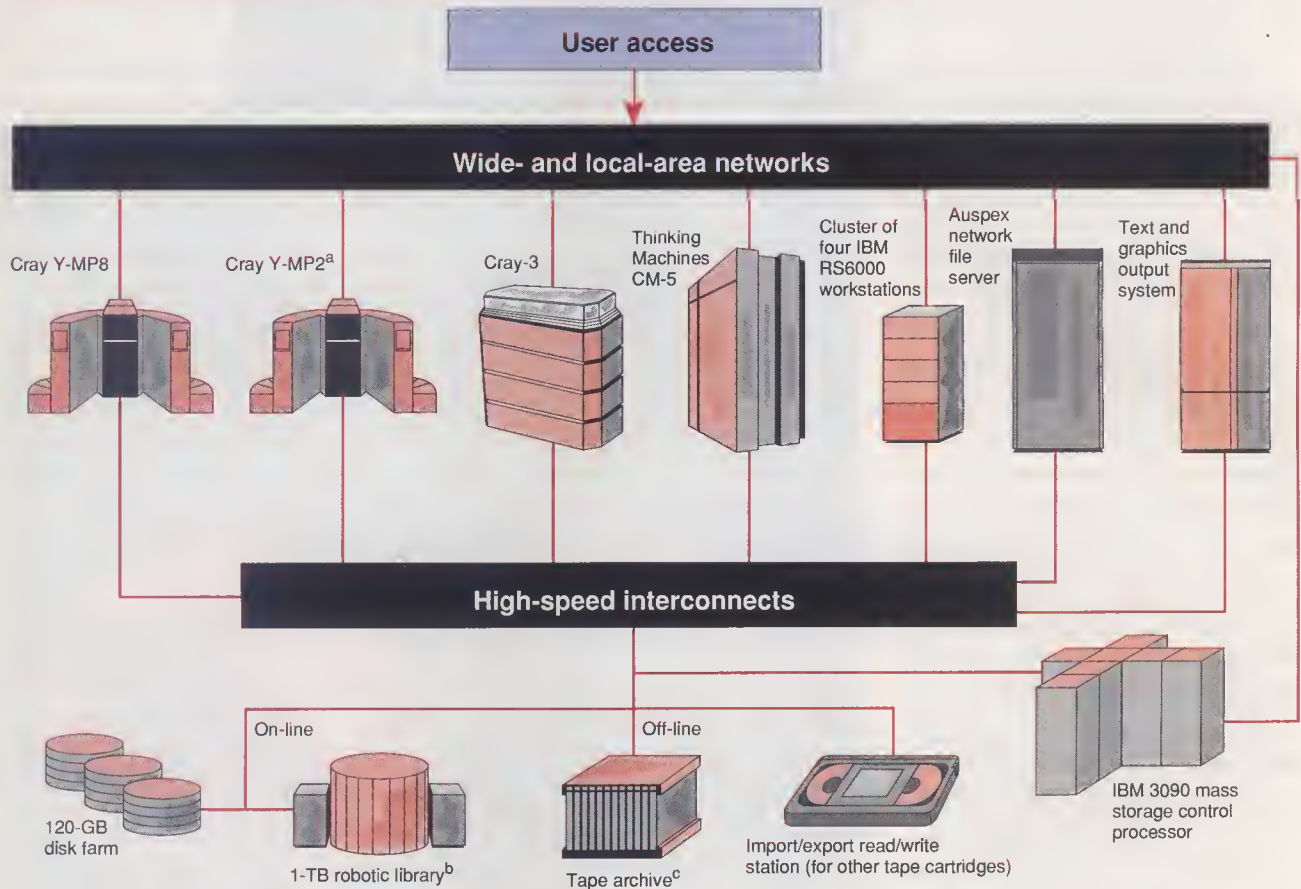 User access
Wide- and local-area networks
Cray Y-MP8
Cray Y-MP2a
Cray-3
Thinking
Machines
CM-5
Cluster of
four IBM
RS6000
workstations
Auspex
network
file
server
Text and
graphics
output
system
High-speed interconnects
On-line
Off-line
120-GB
disk farm
1-TB robotic libraryb
Tape archivec
Import/export read/write
station (for other tape cartridges)
IBM 3090 mass
storage control
processor